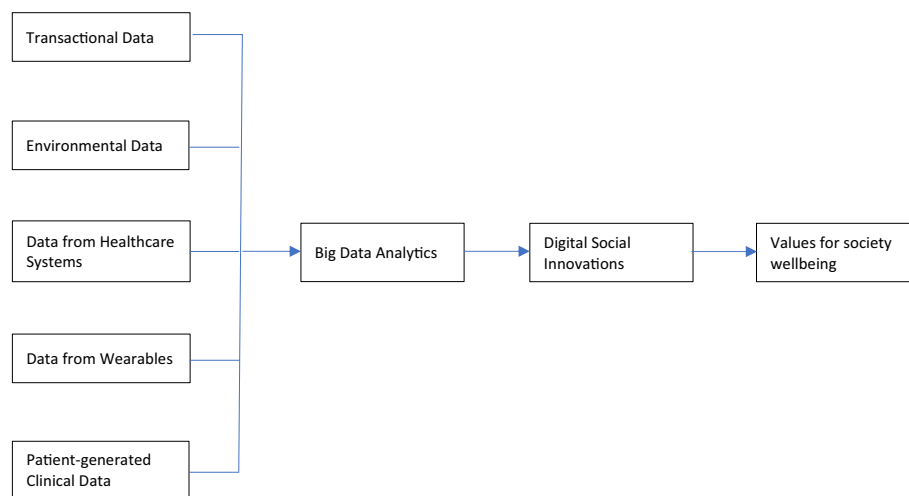 Transactional Data
Environmental Data
Data from Healthcare
Systems
Big Data Analytics
Digital Social
Innovations
Values for society
wellbeing
Data from Wearables
Patient-generated
Clinical Data